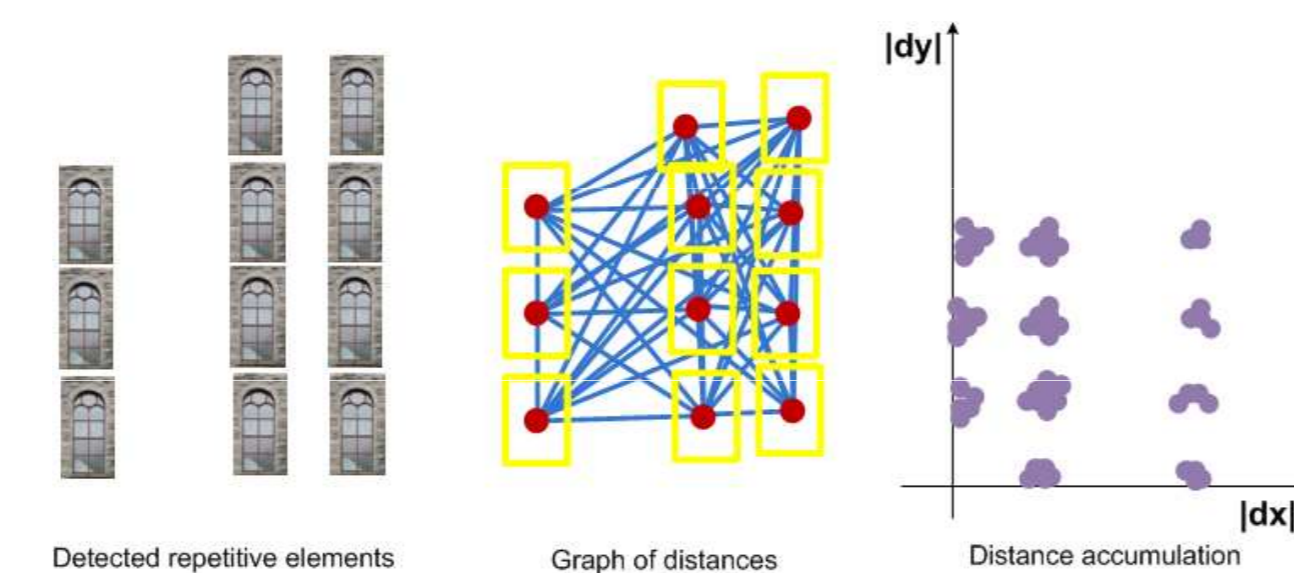 |dy|
|dx|
Detected repetitive elements
Graph of distances
Distance accumulation